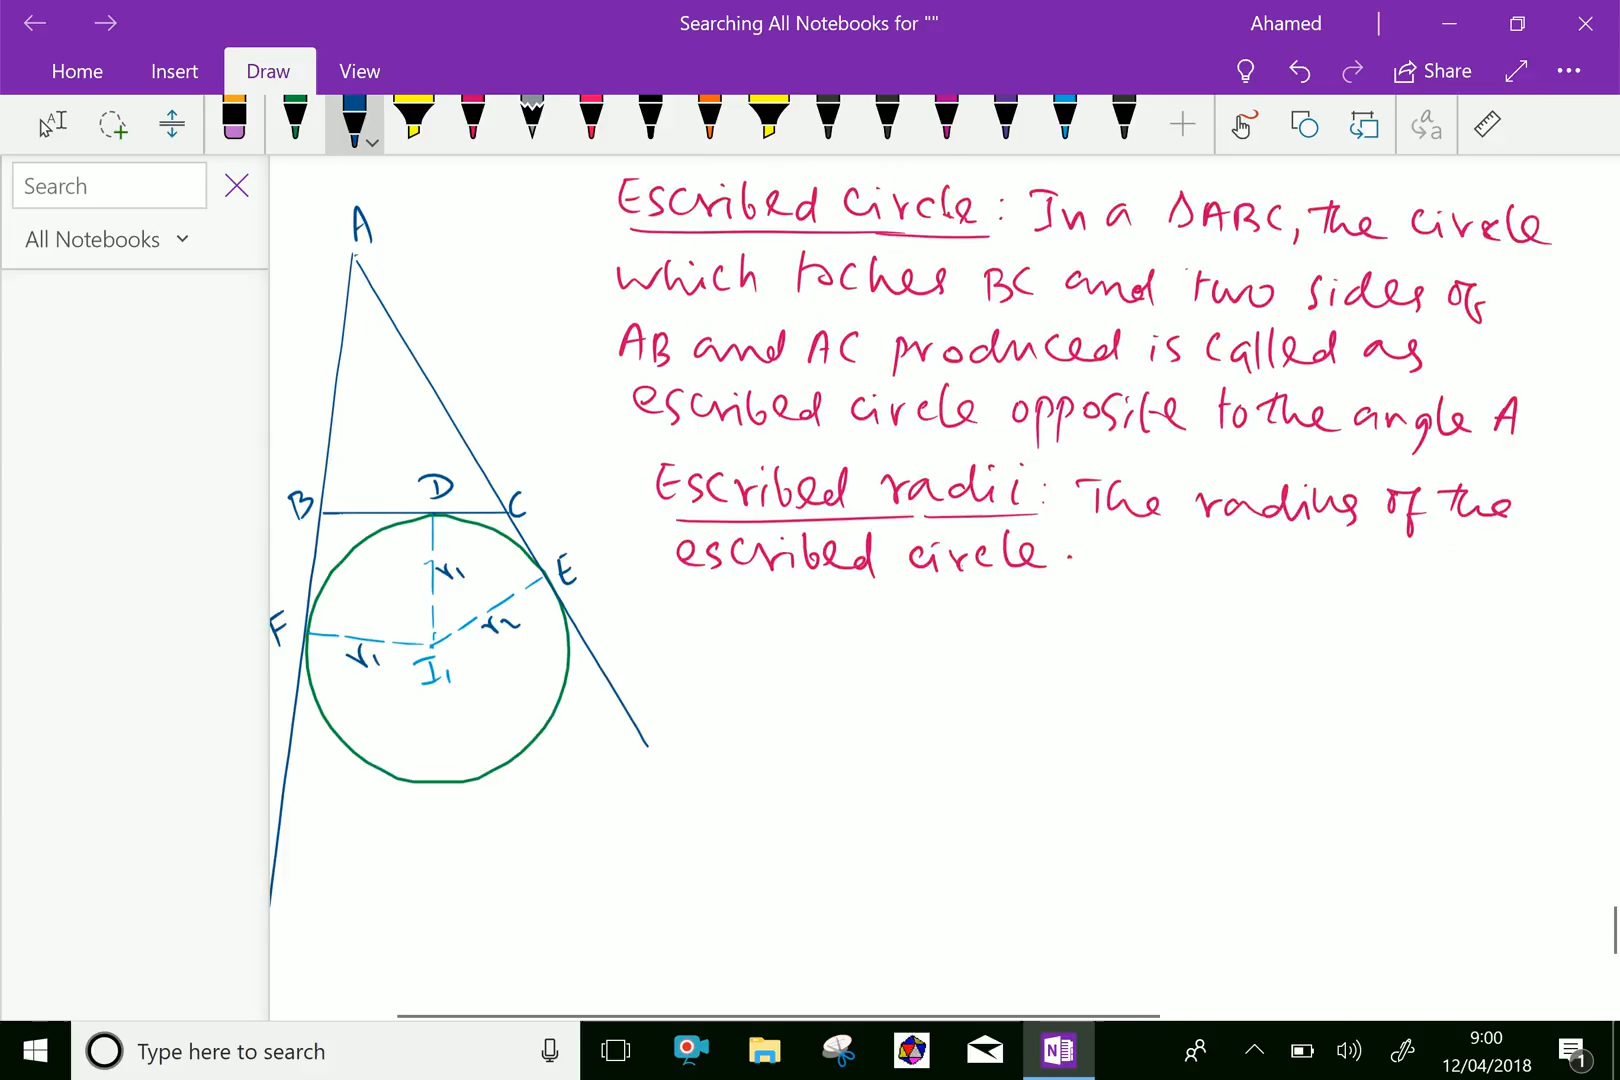 Searching All Notebooks for ""
Ahamed
Home
Insert
Draw
View
Share
Search
All Notebooks
Escribed circle: In a ΔABC, the circle
which toches BC and two sides of
AB and AC produced is called as
escribed circle opposite to the angle A
Escribed radii: The radius of the
escribed circle.
A
B
D
C
r1
E
F
r2
r1
I1
Type here to search
9:00
12/04/2018
1